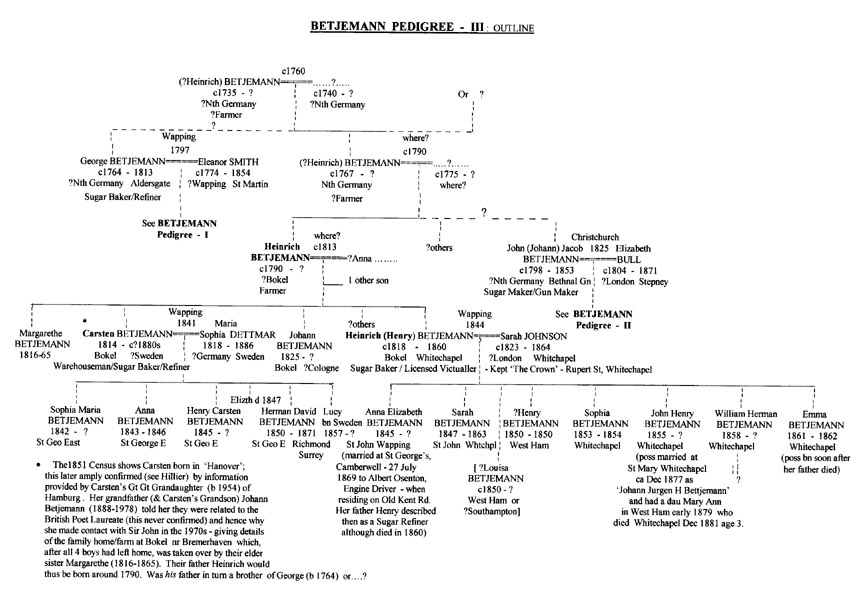 BETJEMANN PEDIGREE - III : OUTLINE
c1760
(?Heinrich) BETJEMANN ......?.....
c1735 - ? c1740 - ? Or ?
?Nth Germany ?Nth Germany
?Farmer
?
Wapping where?
1797 c1790
George BETJEMANN Eleanor SMITH (?Heinrich) BETJEMANN .....?....
c1764 - 1813 c1774 - 1854 c1767 - ? c1775 - ?
?Nth Germany Aldersgate ?Wapping St Martin Nth Germany where?
Sugar Baker/Refiner ?Farmer
?
See BETJEMANN
Pedigree - I
where? Christchurch
Heinrich c1813 ?others John (Johann) Jacob 1825 Elizabeth
BETJEMANN ?Anna ........ BETJEMANN BULL
c1790 - ? c1798 - 1853 c1804 - 1871
?Bokel 1 other son ?Nth Germany Bethnal Gn ?London Stepney
Farmer Sugar Maker/Gun Maker
Wapping Wapping See BETJEMANN
* 1841 Maria ?others 1844 Pedigree - II
Margarethe Carsten BETJEMANN Sophia DETTMAR Johann Heinrich (Henry) BETJEMANN Sarah JOHNSON
BETJEMANN 1814 - c?1880s 1818 - 1886 BETJEMANN c1818 - 1860 c1823 - 1864
1816-65 Bokel ?Sweden ?Germany Sweden 1825 - ? Bokel Whitechapel ?London Whitechapel
Bokel ?Cologne
Warehouseman/Sugar Baker/Refiner Sugar Baker / Licensed Victualler - Kept 'The Crown' - Rupert St, Whitechapel
Elizth d 1847
Sophia Maria Anna Henry Carsten Herman David Lucy Anna Elizabeth Sarah ?Henry Sophia John Henry William Herman Emma
BETJEMANN BETJEMANN BETJEMANN BETJEMANN bn Sweden BETJEMANN BETJEMANN BETJEMANN BETJEMANN BETJEMANN BETJEMANN BETJEMANN
1842 - ? 1843 - 1846 1845 - ? 1850 - 1871 1857 - ? 1845 - ? 1847 - 1863 1850 - 1850 1853 - 1854 1855 - ? 1858 - ? 1861 - 1862
St Geo East St George E St Geo E St Geo E Richmond St John Wapping St John Whtchpl West Ham Whitechapel Whitechapel Whitechapel Whitechapel
Surrey
(married at St George's,
Camberwell - 27 July
1869 to Albert Osenton,
Engine Driver - when
residing on Old Kent Rd.
Her father Henry described
then as a Sugar Refiner
although died in 1860)
[ ?Louisa
BETJEMANN
c1850 - ?
West Ham or
?Southampton]
(poss married at
St Mary Whitechapel
ca Dec 1877 as
'Johann Jurgen H Bettjemann'
and had a dau Mary Ann
in West Ham early 1879 who
died Whitechapel Dec 1881 age 3.
?
(poss bn soon after
her father died)
* The1851 Census shows Carsten born in 'Hanover';
this later amply confirmed (see Hillier) by information
provided by Carsten's Gt Gt Grandaughter (b 1954) of
Hamburg . Her grandfather (& Carsten's Grandson) Johann
Betjemann (1888-1978) told her they were related to the
British Poet Laureate (this never confirmed) and hence why
she made contact with Sir John in the 1970s - giving details
of the family home/farm at Bokel nr Bremerhaven which,
after all 4 boys had left home, was taken over by their elder
sister Margarethe (1816-1865). Their father Heinrich would
thus be born around 1790. Was his father in turn a brother of George (b 1764) or....?